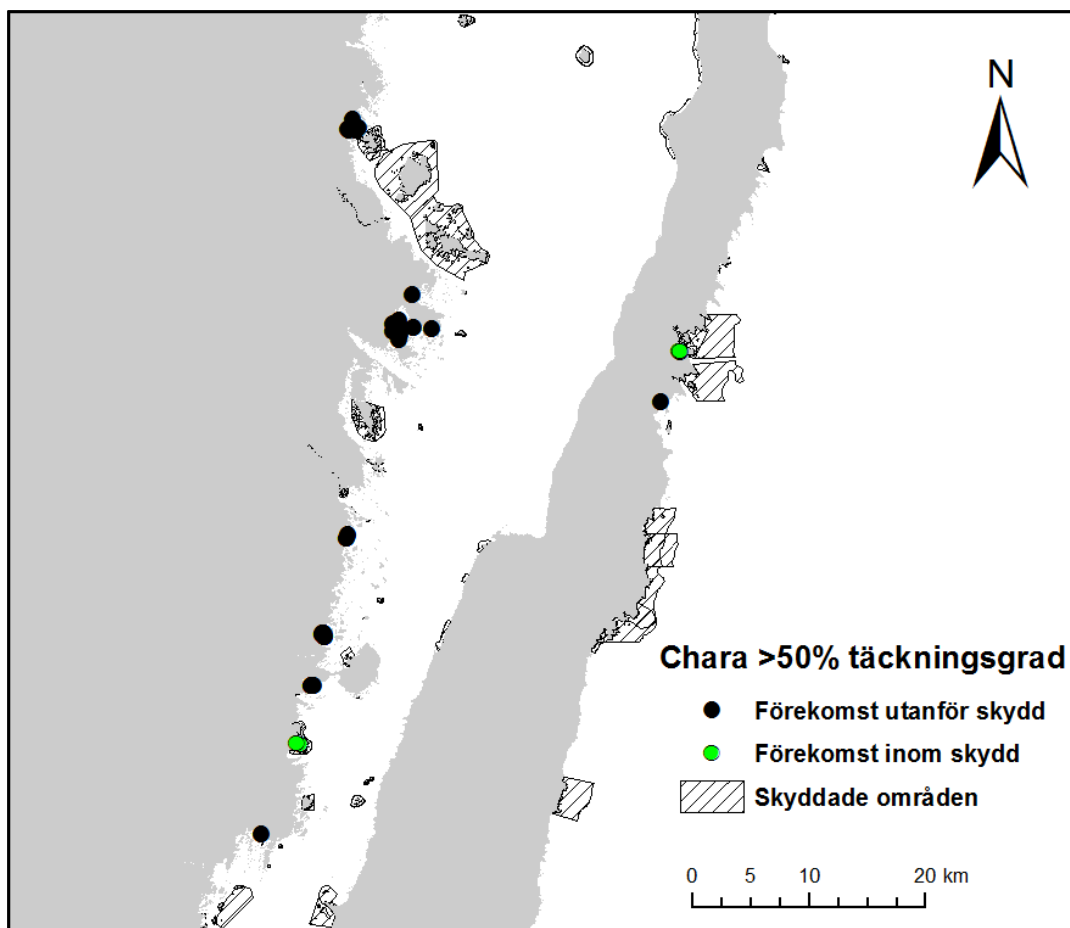 N
Chara >50% täckningsgrad
Förekomst utanför skydd
Förekomst inom skydd
Skyddade områden
0 5 10 20 km